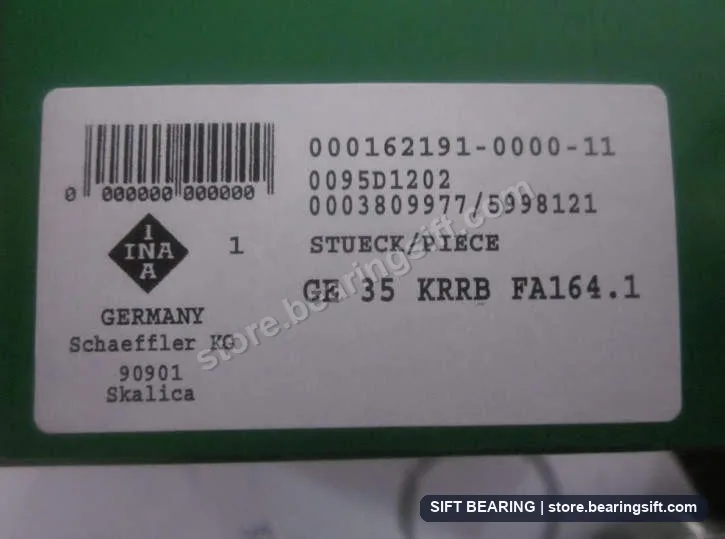 0 000000 000000
000162191-0000-11
0095D1202
0003809977/5998121
I
INA
A
1 STUECK/PIECE
GE 35 KRRB FA164.1
GERMANY
Schaeffler KG
90901
Skalica
store.bearingsift.com
SIFT BEARING | store.bearingsift.com